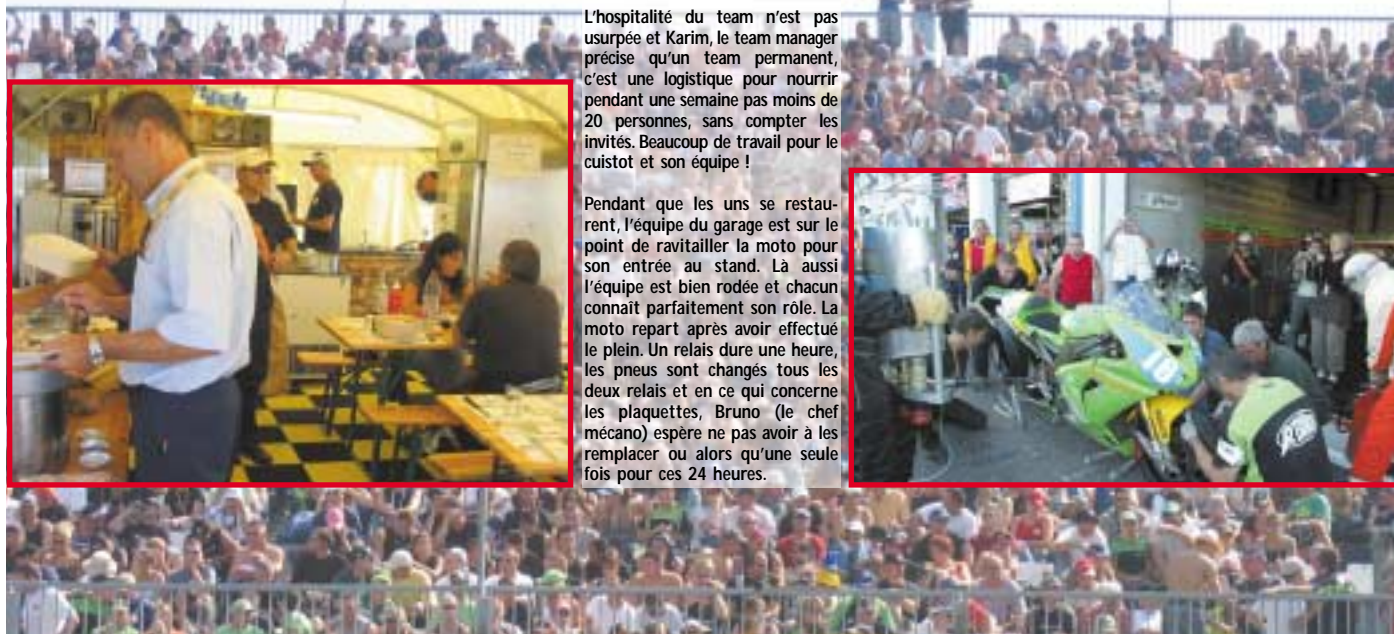 L'hospitalité du team n'est pas
usurpée et Karim, le team manager
précise qu'un team permanent,
c'est une logistique pour nourrir
pendant une semaine pas moins de
20 personnes, sans compter les
invités. Beaucoup de travail pour le
cuistot et son équipe !
Pendant que les uns se restau-
rent, l'équipe du garage est sur le
point de ravitailler la moto pour
son entrée au stand. Là aussi
l'équipe est bien rodée et chacun
connaît parfaitement son rôle. La
moto repart après avoir effectué
le plein. Un relais dure une heure,
les pneus sont changés tous les
deux relais et en ce qui concerne
les plaquettes, Bruno (le chef
mécano) espère ne pas avoir à les
remplacer ou alors qu'une seule
fois pour ces 24 heures.